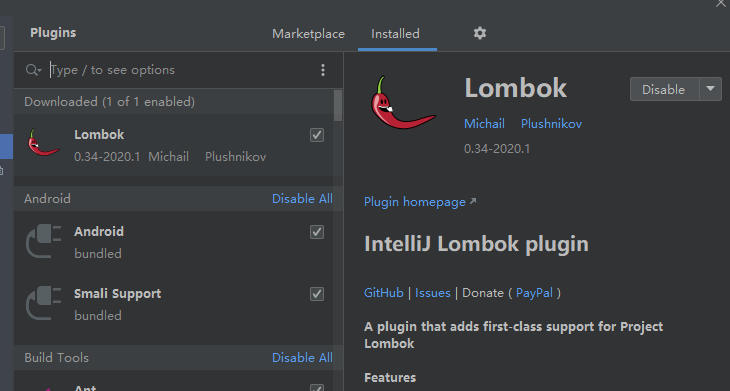 Plugins
Marketplace
Installed
Type / to see options
Downloaded (1 of 1 enabled)
Lombok
0.34-2020.1 Michail Plushnikov
Android
Disable All
Android
bundled
Smali Support
bundled
Build Tools
Disable All
Ant
Lombok
Disable
Michail Plushnikov
0.34-2020.1
Plugin homepage
IntelliJ Lombok plugin
GitHub | Issues | Donate ( PayPal )
A plugin that adds first-class support for Project
Lombok
Features